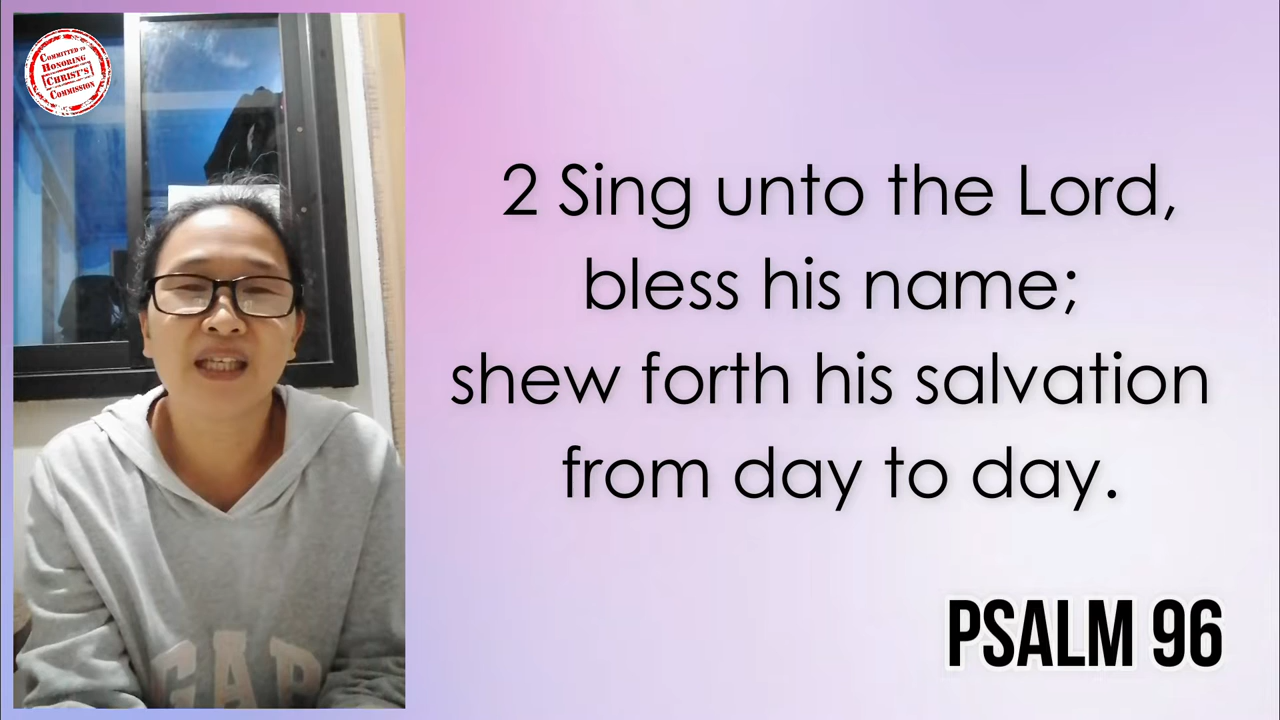 COMMITTED TO
HONORING
CHRIST'S
COMMISSION
2 Sing unto the Lord,
bless his name;
shew forth his salvation
from day to day.
PSALM 96
GAP